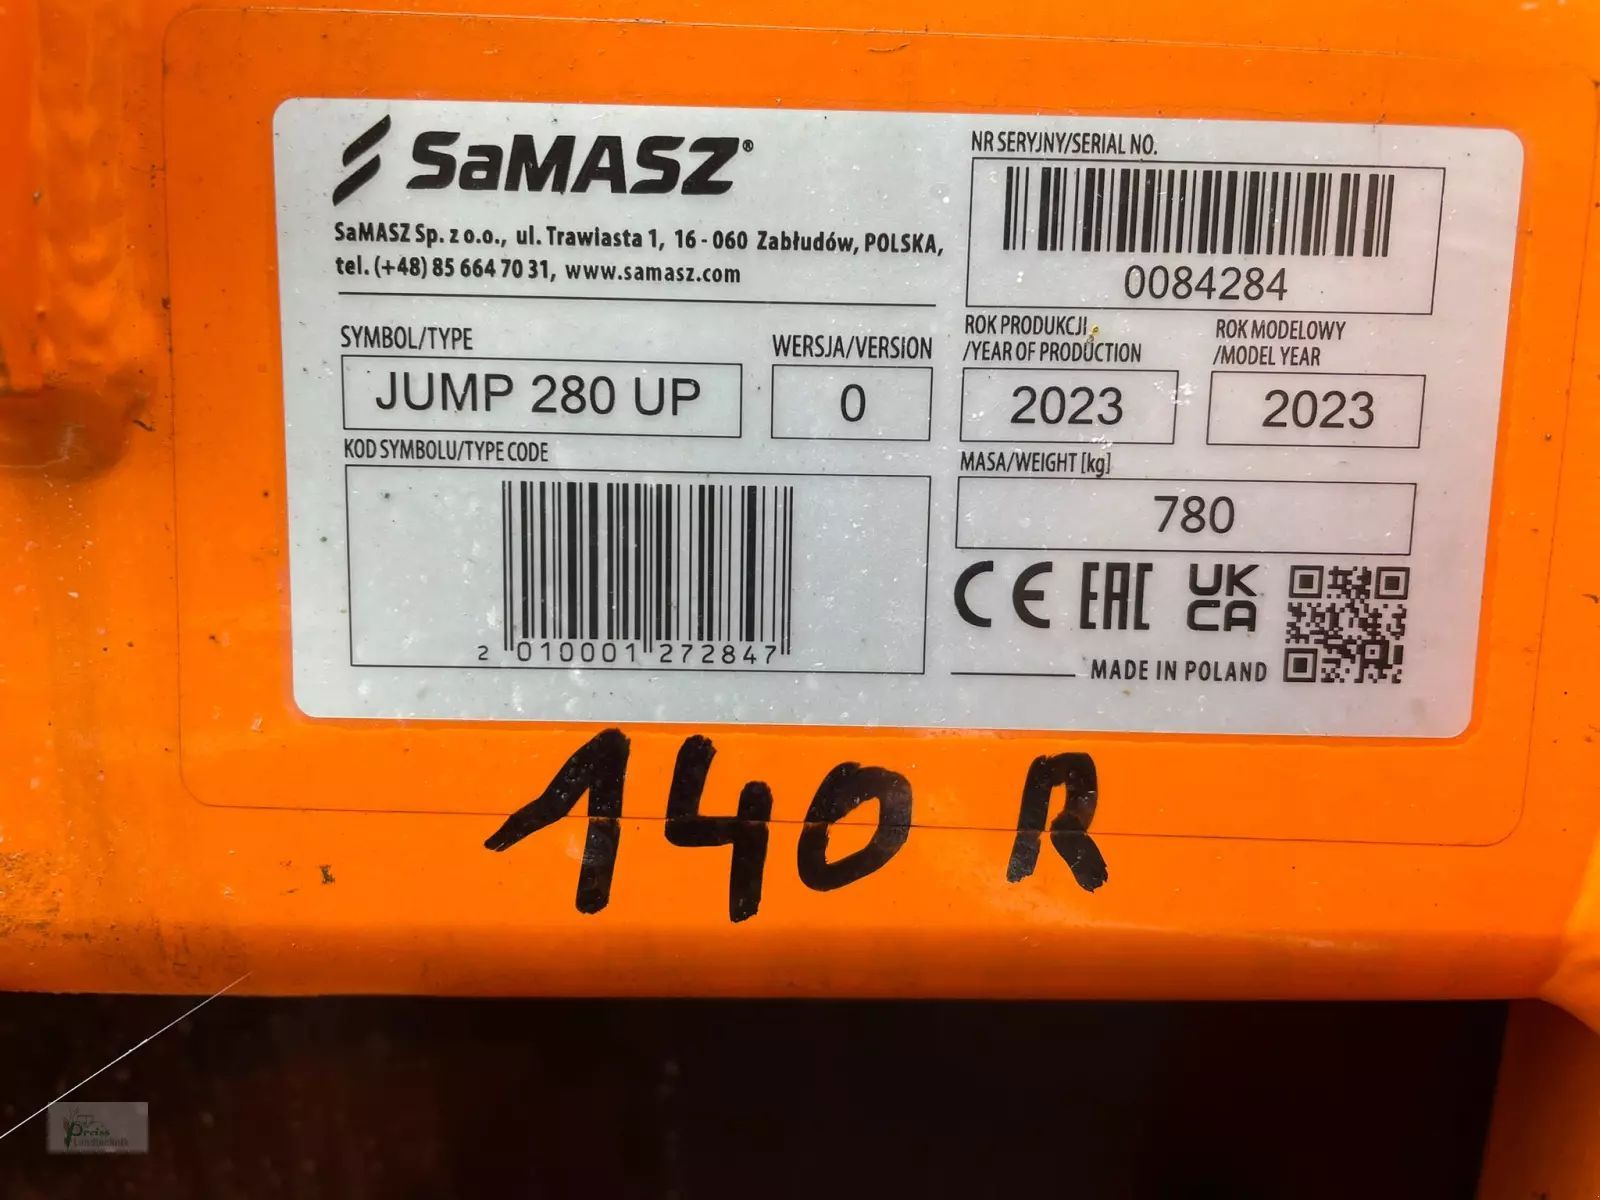 SaMASZ®
SaMASZ Sp. z o.o., ul. Trawiasta 1, 16 - 060 Zabłudów, POLSKA,
tel. (+48) 85 664 70 31, www.samasz.com
NR SERYJNY/SERIAL NO.
0084284
SYMBOL/TYPE
JUMP 280 UP
WERSJA/VERSION
0
ROK PRODUKCJI
/YEAR OF PRODUCTION
2023
ROK MODELOWY
/MODEL YEAR
2023
KOD SYMBOLU/TYPE CODE
2 010001 272847
MASA/WEIGHT [kg]
780
CE EAC UK
CA
MADE IN POLAND
140 R
Preiss
Landtechnik